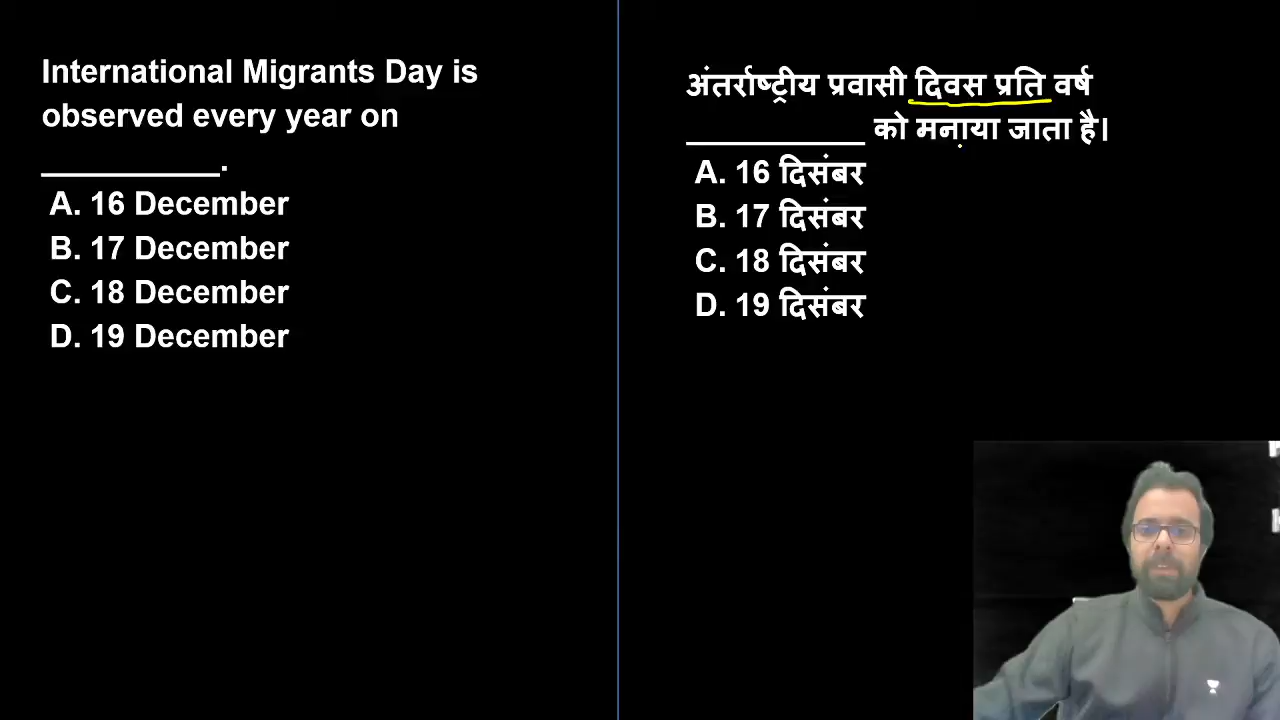 International Migrants Day is
observed every year on
__________.
A. 16 December
B. 17 December
C. 18 December
D. 19 December
अंतर्राष्ट्रीय प्रवासी दिवस प्रति वर्ष
__________ को मनाया जाता है।
A. 16 दिसंबर
B. 17 दिसंबर
C. 18 दिसंबर
D. 19 दिसंबर